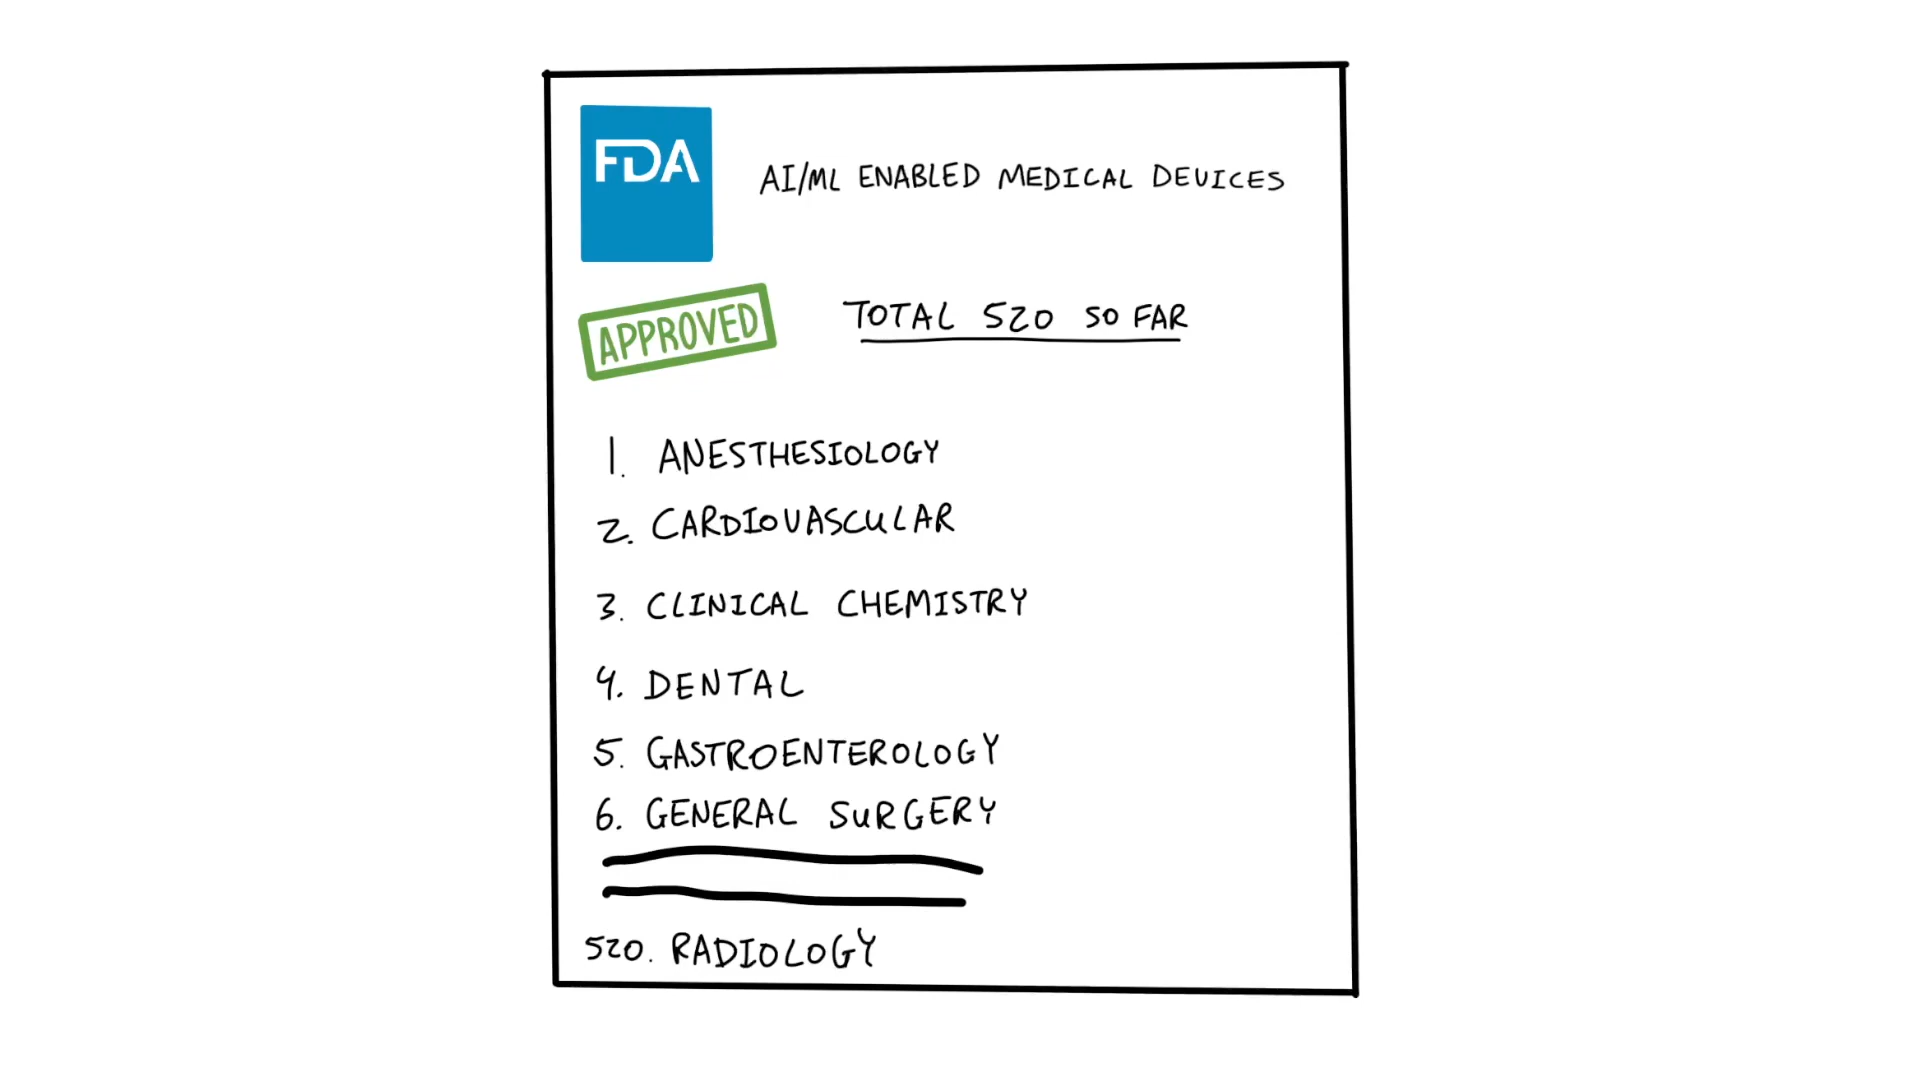 FDA
AI/ML ENABLED MEDICAL DEVICES
APPROVED
TOTAL 520 SO FAR
1. ANESTHESIOLOGY
2. CARDIOVASCULAR
3. CLINICAL CHEMISTRY
4. DENTAL
5. GASTROENTEROLOGY
6. GENERAL SURGERY
520. RADIOLOGY